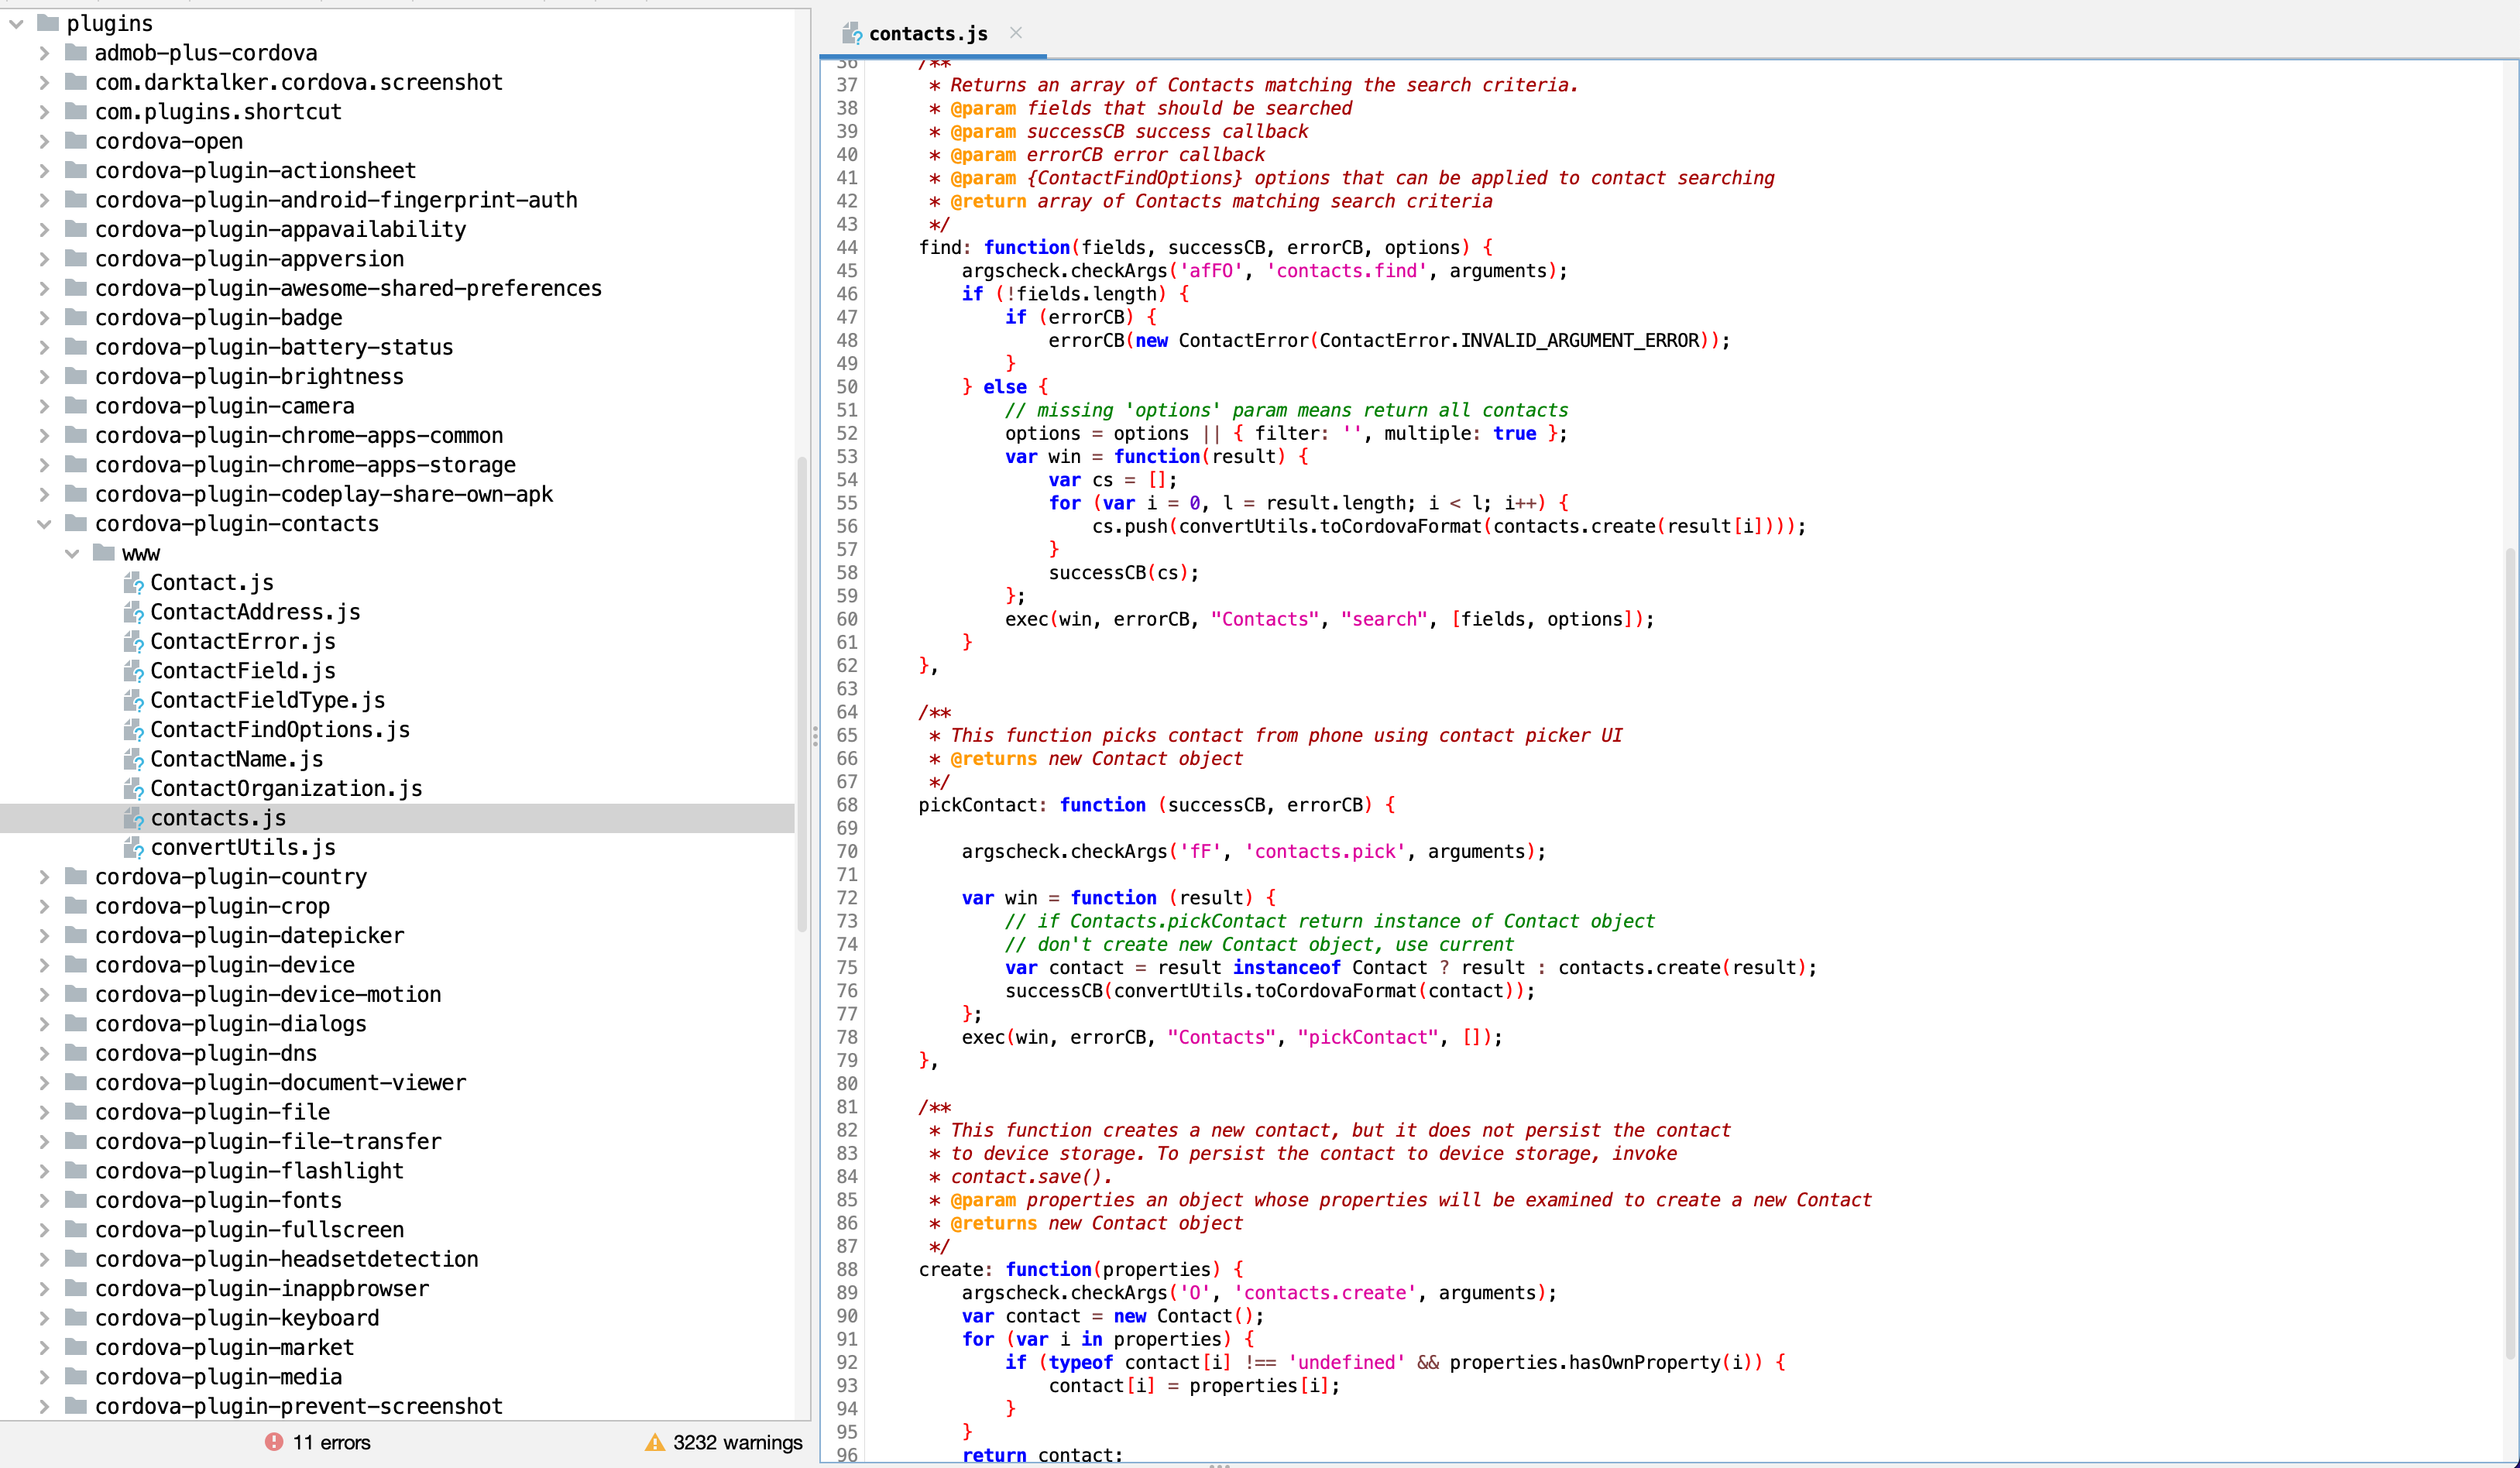 plugins
admob-plus-cordova
com.darktalker.cordova.screenshot
com.plugins.shortcut
cordova-open
cordova-plugin-actionsheet
cordova-plugin-android-fingerprint-auth
cordova-plugin-appavailability
cordova-plugin-appversion
cordova-plugin-awesome-shared-preferences
cordova-plugin-badge
cordova-plugin-battery-status
cordova-plugin-brightness
cordova-plugin-camera
cordova-plugin-chrome-apps-common
cordova-plugin-chrome-apps-storage
cordova-plugin-codeplay-share-own-apk
cordova-plugin-contacts
www
Contact.js
ContactAddress.js
ContactError.js
ContactField.js
ContactFieldType.js
ContactFindOptions.js
ContactName.js
ContactOrganization.js
contacts.js
convertUtils.js
cordova-plugin-country
cordova-plugin-crop
cordova-plugin-datepicker
cordova-plugin-device
cordova-plugin-device-motion
cordova-plugin-dialogs
cordova-plugin-dns
cordova-plugin-document-viewer
cordova-plugin-file
cordova-plugin-file-transfer
cordova-plugin-flashlight
cordova-plugin-fonts
cordova-plugin-fullscreen
cordova-plugin-headsetdetection
cordova-plugin-inappbrowser
cordova-plugin-keyboard
cordova-plugin-market
cordova-plugin-media
cordova-plugin-prevent-screenshot
11 errors
3232 warnings
contacts.js
36 /**
37 * Returns an array of Contacts matching the search criteria.
38 * @param fields that should be searched
39 * @param successCB success callback
40 * @param errorCB error callback
41 * @param {ContactFindOptions} options that can be applied to contact searching
42 * @return array of Contacts matching search criteria
43 */
44 find: function(fields, successCB, errorCB, options) {
45 argscheck.checkArgs('afFO', 'contacts.find', arguments);
46 if (!fields.length) {
47 if (errorCB) {
48 errorCB(new ContactError(ContactError.INVALID_ARGUMENT_ERROR));
49 }
50 } else {
51 // missing 'options' param means return all contacts
52 options = options || { filter: '', multiple: true };
53 var win = function(result) {
54 var cs = [];
55 for (var i = 0, l = result.length; i < l; i++) {
56 cs.push(convertUtils.toCordovaFormat(contacts.create(result[i])));
57 }
58 successCB(cs);
59 };
60 exec(win, errorCB, "Contacts", "search", [fields, options]);
61 }
62 },
63
64 /**
65 * This function picks contact from phone using contact picker UI
66 * @returns new Contact object
67 */
68 pickContact: function (successCB, errorCB) {
69
70 argscheck.checkArgs('fF', 'contacts.pick', arguments);
71
72 var win = function (result) {
73 // if Contacts.pickContact return instance of Contact object
74 // don't create new Contact object, use current
75 var contact = result instanceof Contact ? result : contacts.create(result);
76 successCB(convertUtils.toCordovaFormat(contact));
77 };
78 exec(win, errorCB, "Contacts", "pickContact", []);
79 },
80
81 /**
82 * This function creates a new contact, but it does not persist the contact
83 * to device storage. To persist the contact to device storage, invoke
84 * contact.save().
85 * @param properties an object whose properties will be examined to create a new Contact
86 * @returns new Contact object
87 */
88 create: function(properties) {
89 argscheck.checkArgs('O', 'contacts.create', arguments);
90 var contact = new Contact();
91 for (var i in properties) {
92 if (typeof contact[i] !== 'undefined' && properties.hasOwnProperty(i)) {
93 contact[i] = properties[i];
94 }
95 }
96 return contact;